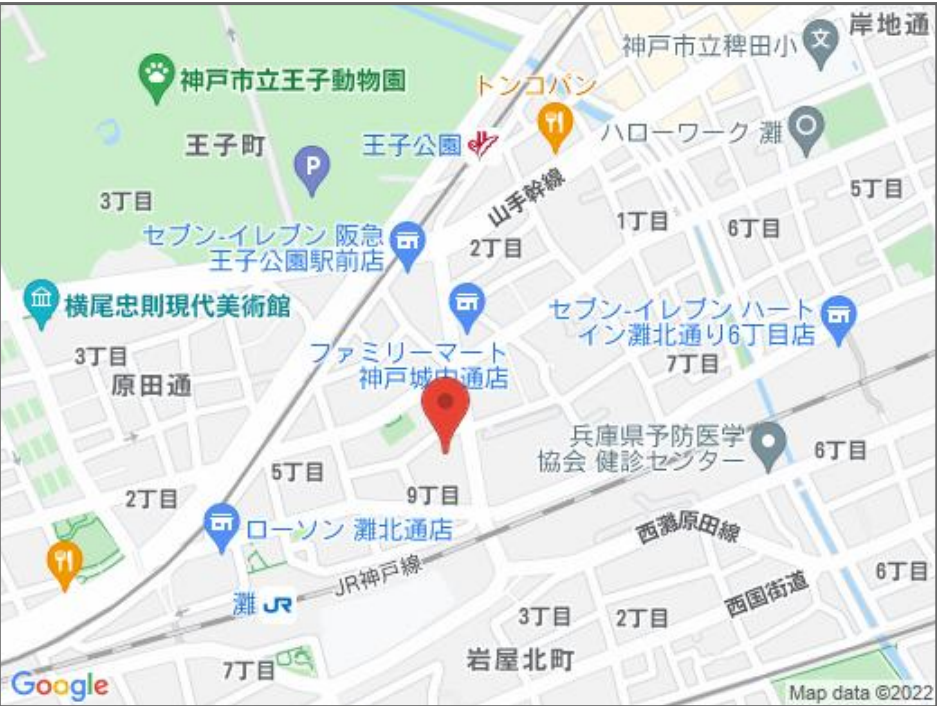 岸地通
神戸市立稗田小
文
神戸市立王子動物園
トンコパン
ハローワーク 灘
王子町
王子公園
P
3丁目
山手幹線
1丁目
5丁目
6丁目
2丁目
セブン-イレブン 阪急
王子公園駅前店
横尾忠則現代美術館
セブン-イレブン ハート
イン灘北通り6丁目店
3丁目
原田通
ファミリーマート
神戸城内通店
7丁目
兵庫県予防医学
協会 健診センター
6丁目
5丁目
9丁目
2丁目
ローソン 灘北通店
西灘原田線
JR神戸線
灘 JR
6丁目
西国街道
3丁目
2丁目
岩屋北町
7丁目
Google
Map data ©2022